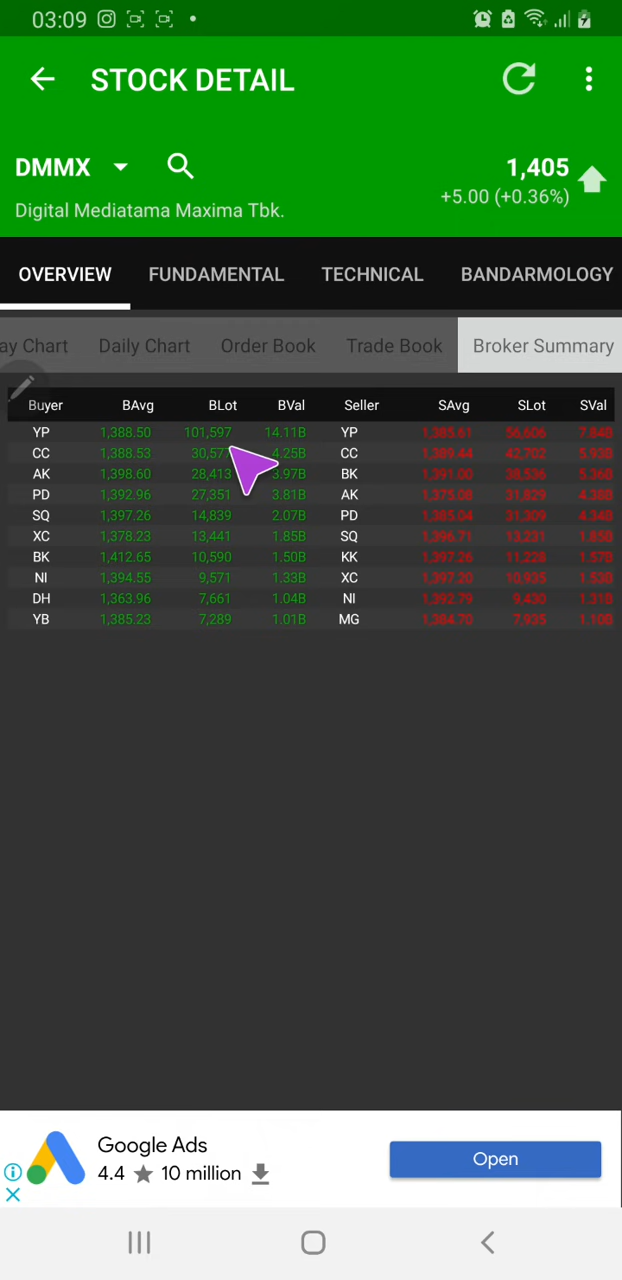 03:09
STOCK DETAIL
DMMX 1,405
+5.00 (+0.36%)
Digital Mediatama Maxima Tbk.
OVERVIEW FUNDAMENTAL TECHNICAL BANDARMOLOGY
ay Chart Daily Chart Order Book Trade Book Broker Summary
Buyer BAvg BLot BVal Seller SAvg SLot SVal
YP 1,388.50 101,597 14.11B YP 1,385.61 56,606 7.84B
CC 1,388.53 4.25B CC 1,389.44 42,702 5.93B
AK 1,398.60 28,413 3.97B BK 1,391.00 38,536 5.36B
PD 1,392.96 27,351 3.81B AK 1,375.08 31,829 4.38B
SQ 1,397.26 14,839 2.07B PD 1,385.04 31,309 4.34B
XC 1,378.23 13,441 1.85B SQ 1,396.71 13,231 1.85B
BK 1,412.65 10,590 1.50B KK 1,397.26 11,228 1.57B
NI 1,394.55 9,571 1.33B XC 1,397.20 10,935 1.53B
DH 1,363.96 7,661 1.04B NI 1,392.79 9,430 1.31B
YB 1,385.23 7,289 1.01B MG 1,384.70 7,935 1.10B
Google Ads
4.4 ★ 10 million
Open